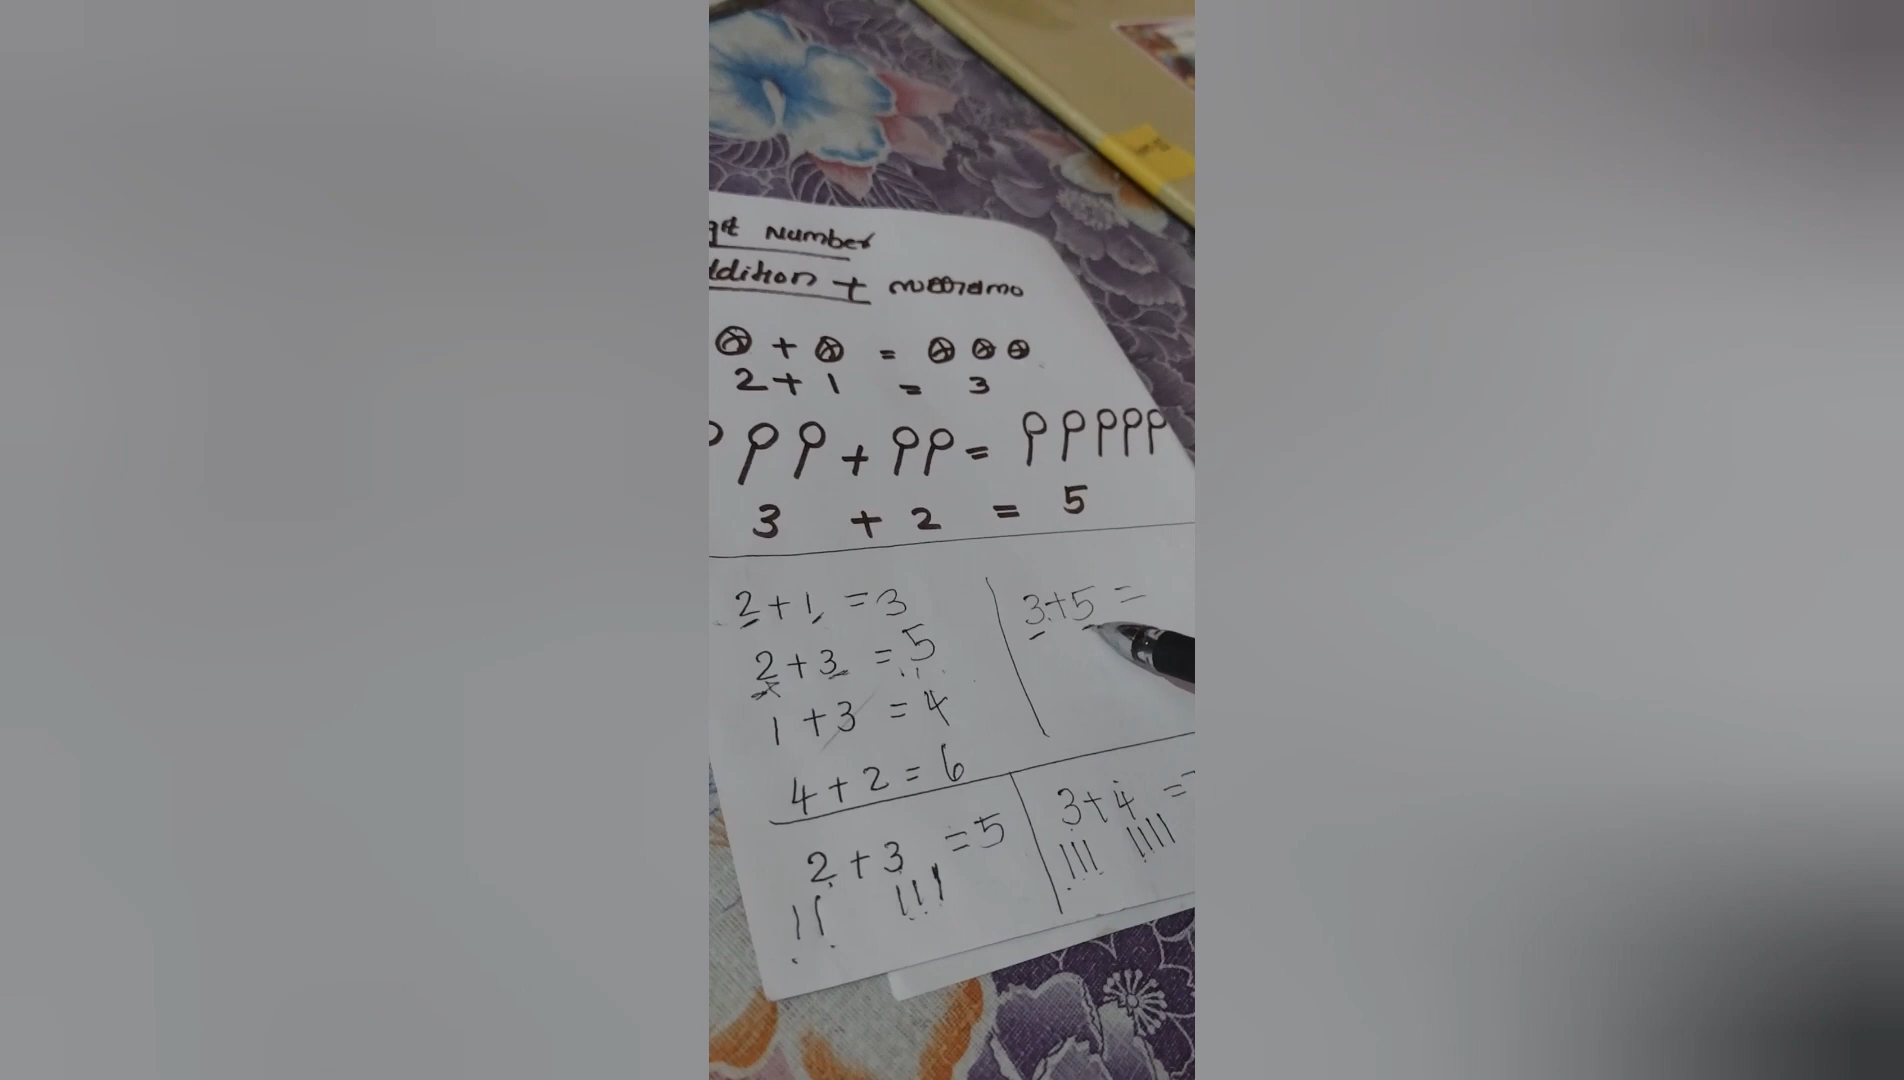 Number
ddition +
+ =
2 + 1 = 3
+ =
3 + 2 = 5
2 + 1 = 3
2 + 3 = 5
1 + 3 = 4
4 + 2 = 6
3 + 5 =
2 + 3 = 5
3 + 4 =